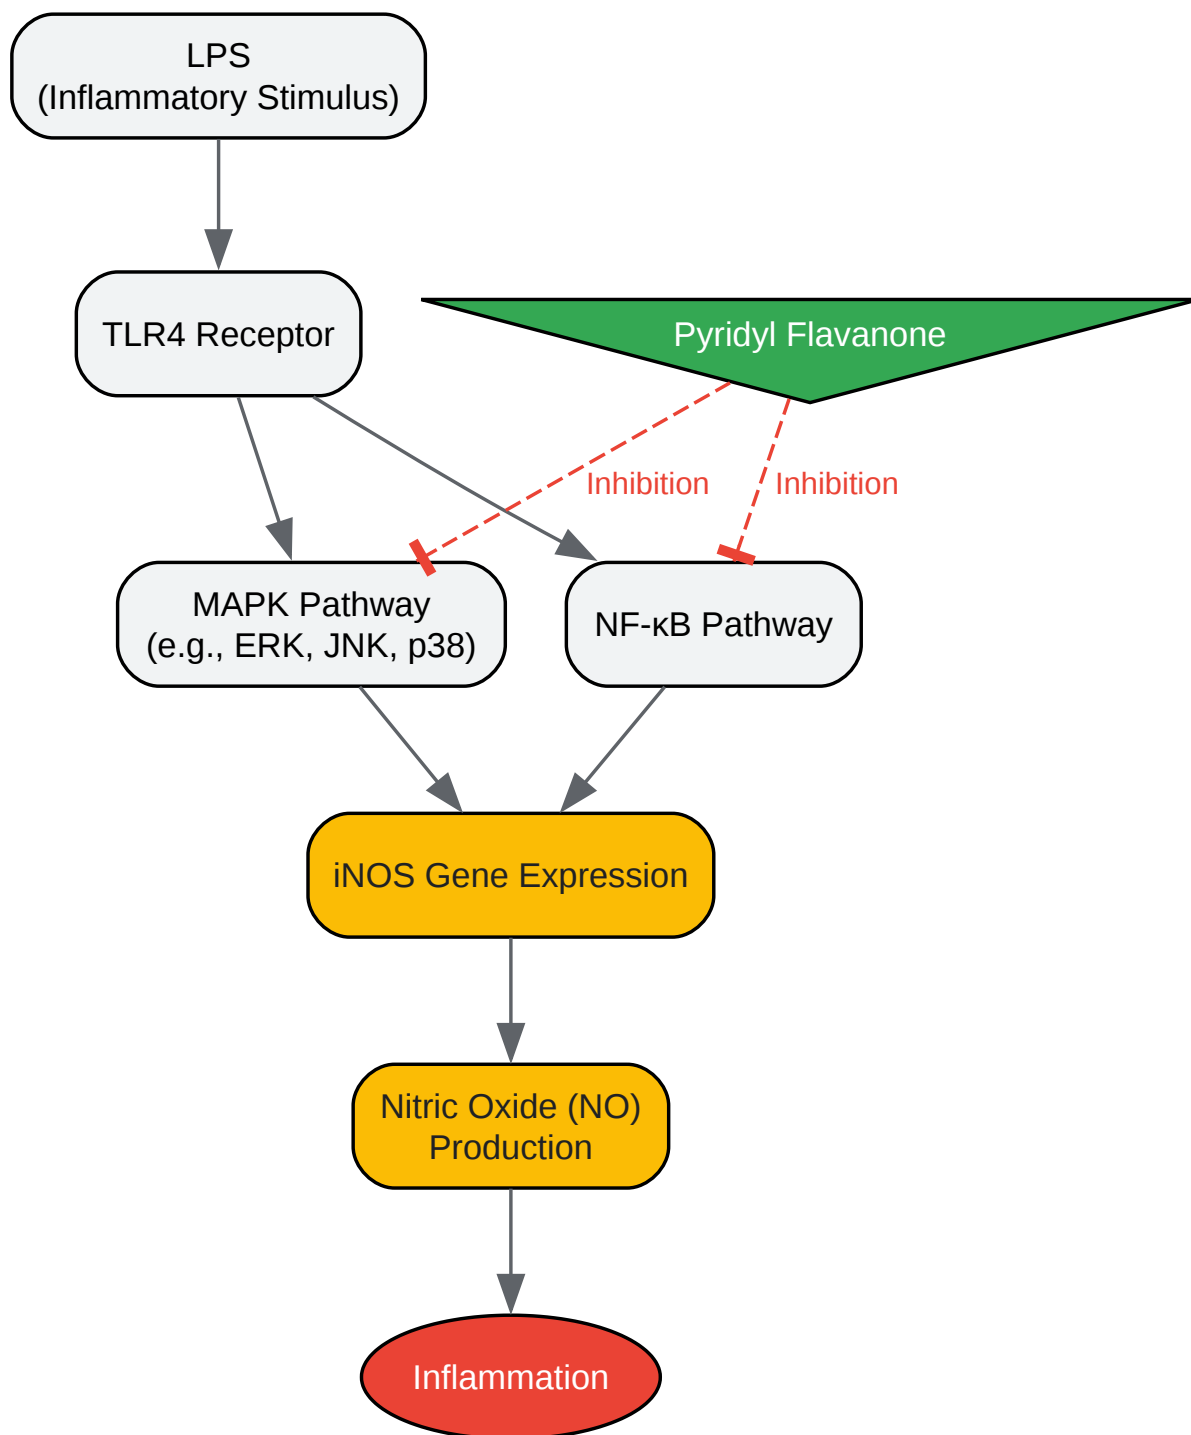 LPS
(Inflammatory Stimulus)
TLR4 Receptor
Pyridyl Flavanone
Inhibition
Inhibition
MAPK Pathway
(e.g., ERK, JNK, p38)
NF-κB Pathway
iNOS Gene Expression
Nitric Oxide (NO)
Production
Inflammation